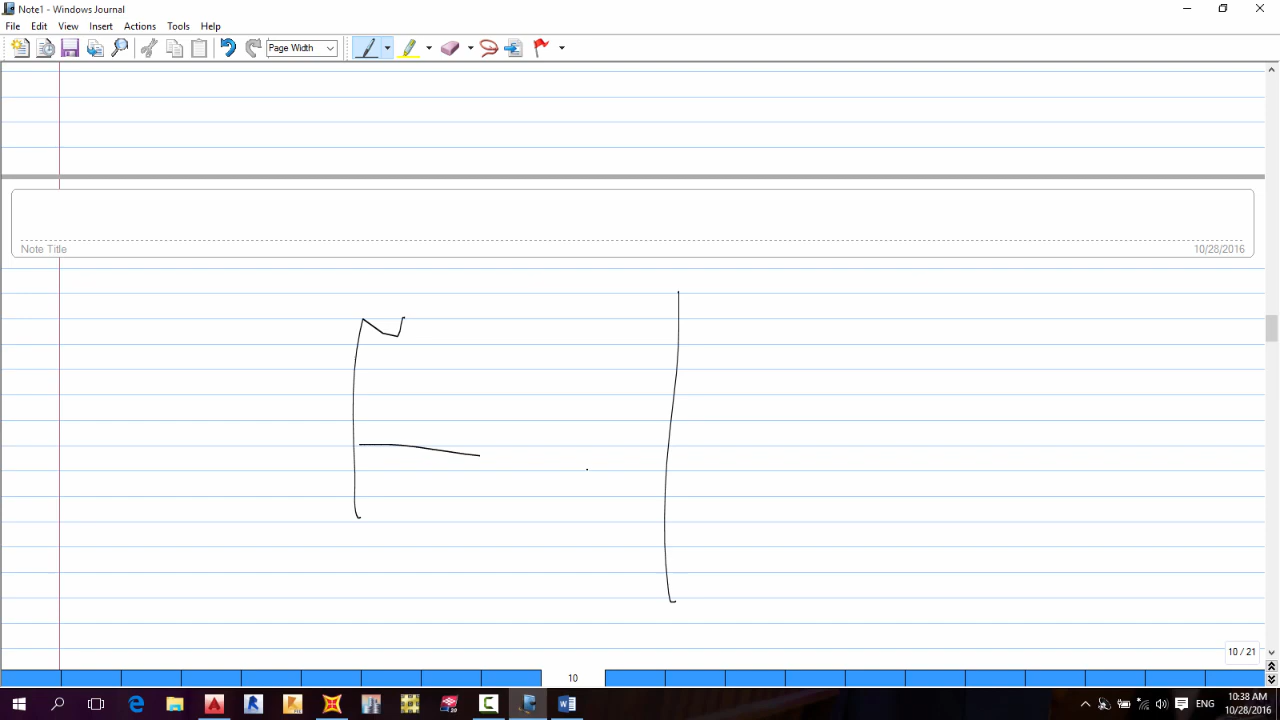 Note1 - Windows Journal
File Edit View Insert Actions Tools Help
Page Width
Note Title 10/28/2016
10 / 21
10
ENG 10:38 AM
10/28/2016